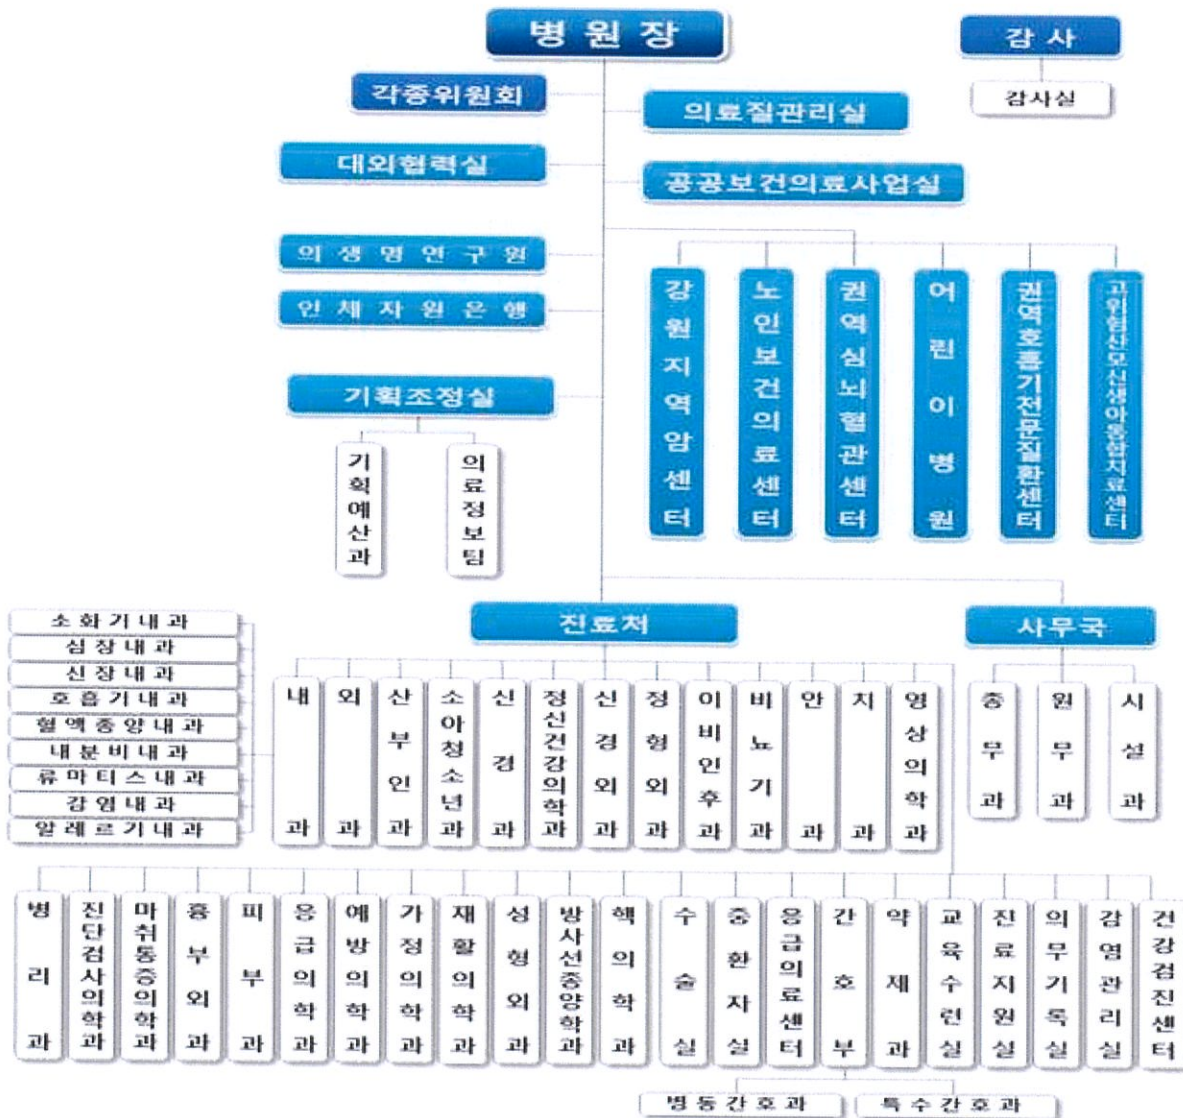 병원장
감사
각종위원회
감사실
의료질관리실
대외협력실
공공보건의료사업실
의생명연구원
인체자원은행
강원지역암센터
노인보건의료센터
권역심뇌혈관센터
어린이병원
권역호흡기전문질환센터
고위험산모신생아통합치료센터
기획조정실
기획예산과
의료정보팀
진료처
사무국
소화기내과
심장내과
신장내과
호흡기내과
혈액종양내과
내분비내과
류마티스내과
감염내과
알레르기내과
내과
외과
산부인과
소아청소년과
신경과
정신건강의학과
신경외과
정형외과
이비인후과
비뇨기과
안과
치과
영상의학과
총무과
원무과
시설과
병리과
진단검사의학과
마취통증의학과
흉부외과
피부과
응급의학과
예방의학과
가정의학과
재활의학과
성형외과
방사선종양학과
핵의학과
수술실
중환자실
응급의료센터
간호부
약제과
교육수련실
진료지원실
의무기록실
감염관리실
건강검진센터
병동간호과
특수간호과